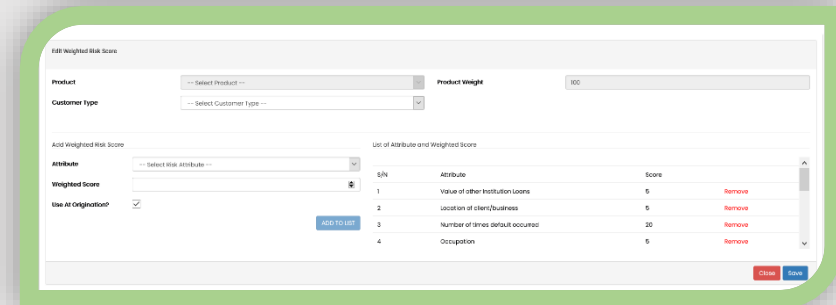 Edit Weighted Risk Score
Product -- Select Product -- Product Weight 100
Customer Type -- Select Customer Type --
Add Weighted Risk Score
Attribute -- Select Risk Attribute --
Weighted Score
Use At Origination?
ADD TO LIST
List of Attribute and Weighted Score
S/N Attribute Score
1 Value of other Institution Loans 5 Remove
2 Location of client/business 5 Remove
3 Number of times default occurred 20 Remove
4 Occupation 5 Remove
Close Save